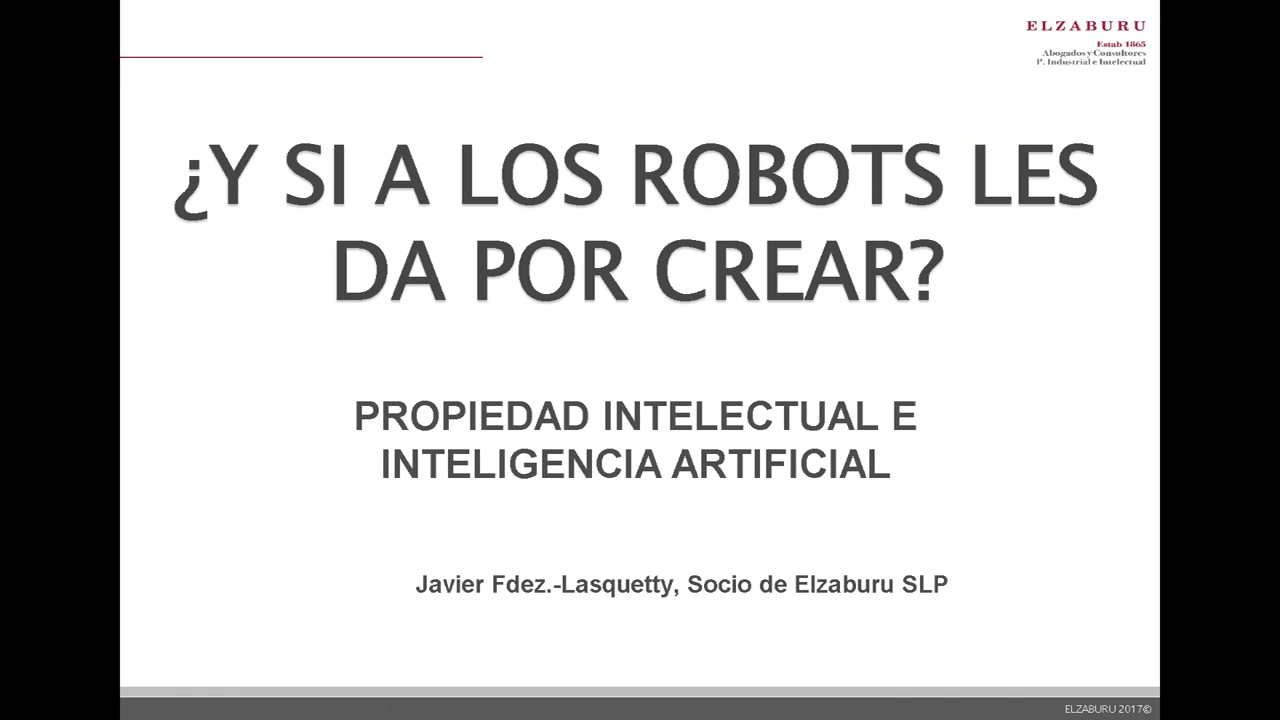 ELZABURU
Estab 1865
Abogados y Consultores
P. Industrial e Intelectual
¿Y SI A LOS ROBOTS LES
DA POR CREAR?
PROPIEDAD INTELECTUAL E
INTELIGENCIA ARTIFICIAL
Javier Fdez.-Lasquetty, Socio de Elzaburu SLP
ELZABURU 2017©